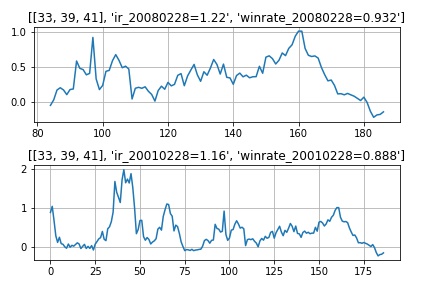 [[33, 39, 41], 'ir_20080228=1.22', 'winrate_20080228=0.932']
1.0
0.5
0.0
80 100 120 140 160 180
[[33, 39, 41], 'ir_20010228=1.16', 'winrate_20010228=0.888']
2
1
0
0 25 50 75 100 125 150 175